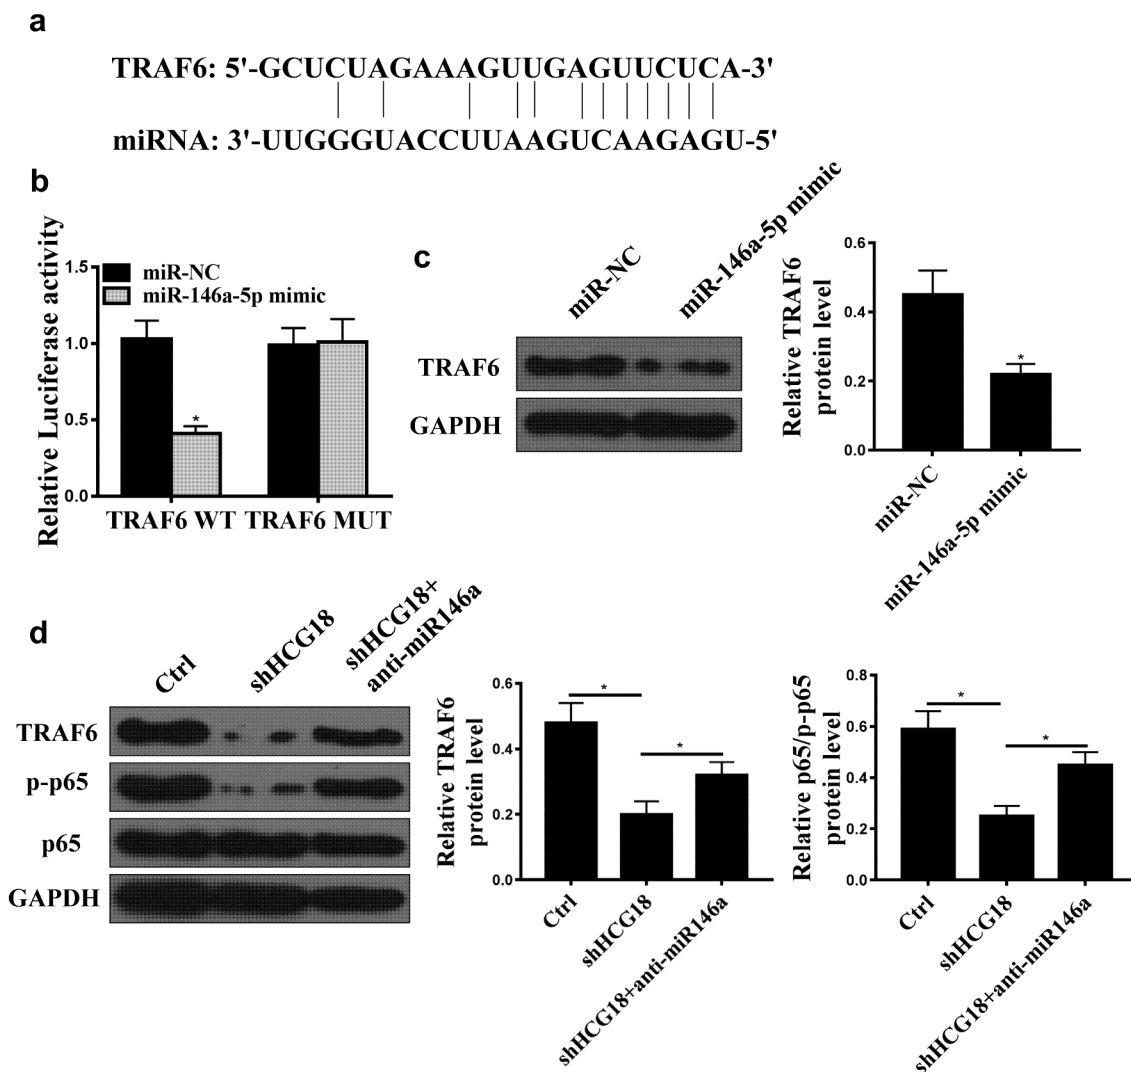 a
TRAF6: 5'-GCUCUAGAAAGUUGAGUUCUCA-3'
miRNA: 3'-UUGGGUACCUUAAGUCAAGAGU-5'
b
Relative Luciferase activity
1.5
1.0
0.5
0.0
miR-NC
miR-146a-5p mimic
*
TRAF6 WT
TRAF6 MUT
c
miR-NC
miR-146a-5p mimic
TRAF6
GAPDH
Relative TRAF6
protein level
0.6
0.4
0.2
0.0
*
miR-NC
miR-146a-5p mimic
d
Ctrl
shHCG18
shHCG18+
anti-miR146a
TRAF6
p-p65
p65
GAPDH
Relative TRAF6
protein level
0.6
0.4
0.2
0.0
*
*
Ctrl
shHCG18
shHCG18+anti-miR146a
Relative p65/p-p65
protein level
0.8
0.6
0.4
0.2
0.0
*
*
Ctrl
shHCG18
shHCG18+anti-miR146a